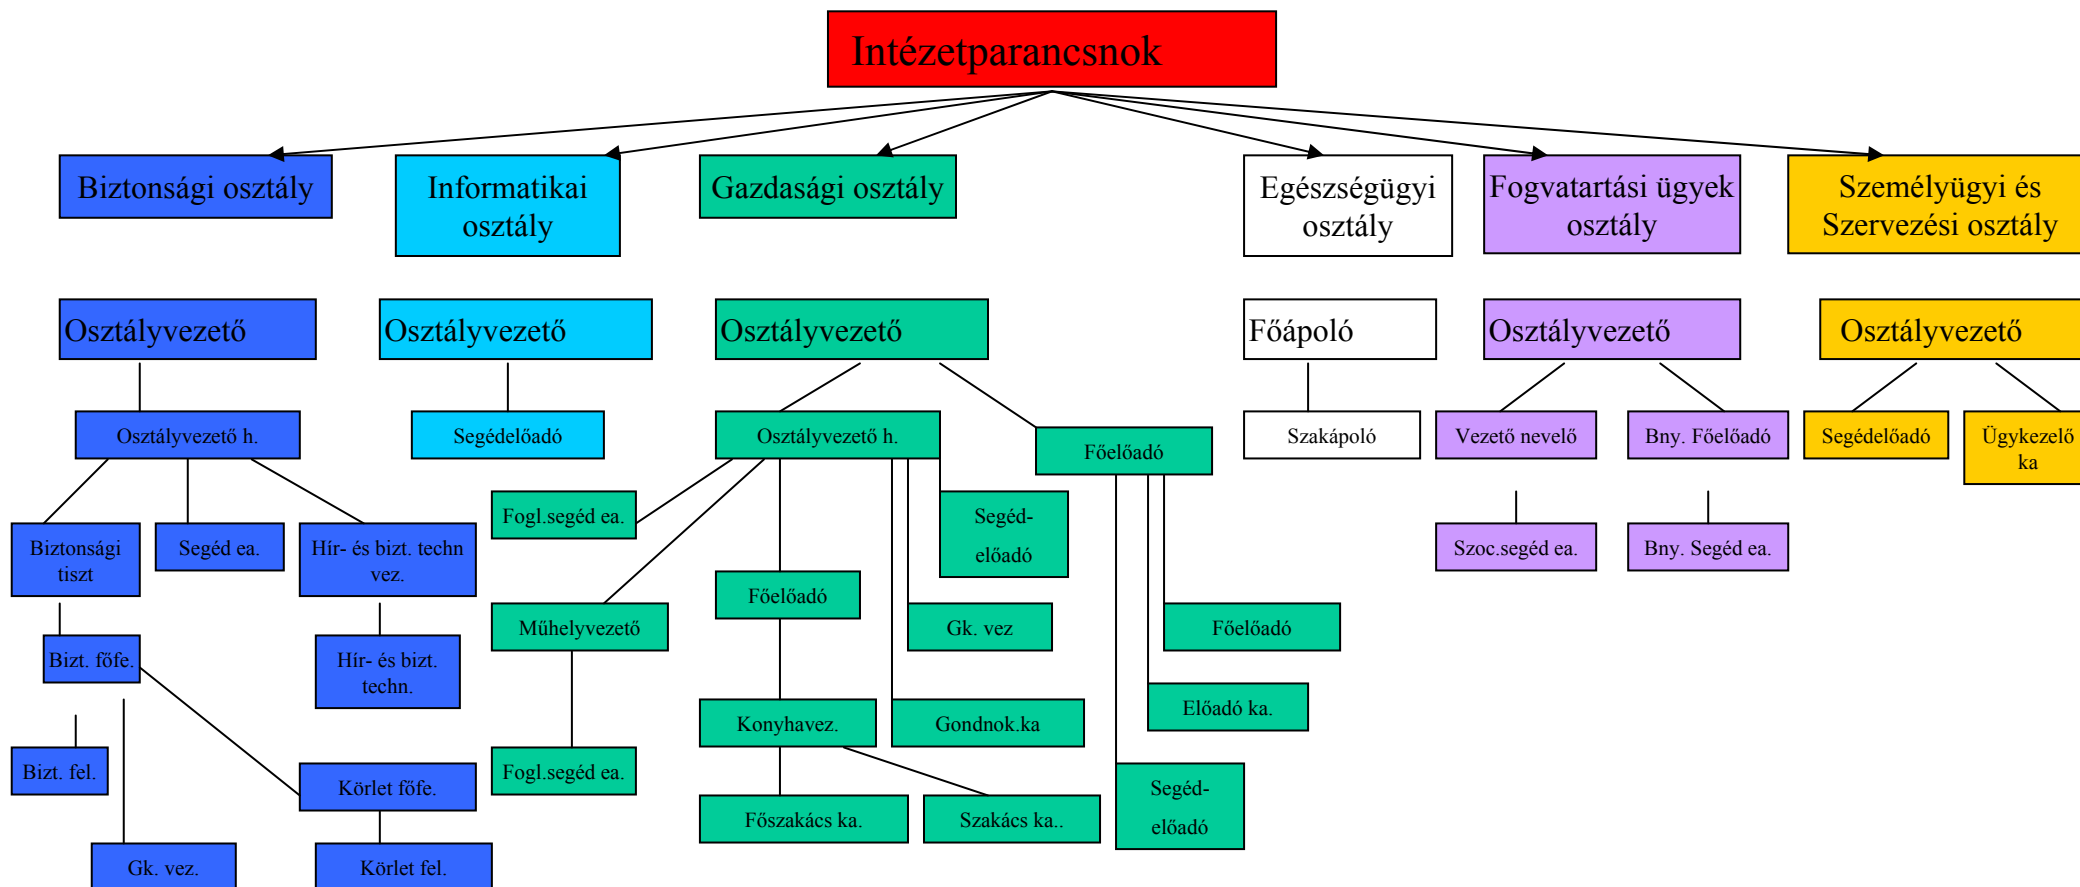 Intézetparancsnok
Biztonsági osztály
Informatikai
osztály
Gazdasági osztály
Egészségügyi
osztály
Fogvatartási ügyek
osztály
Személyügyi és
Szervezési osztály
Osztályvezető
Osztályvezető
Osztályvezető
Főápoló
Osztályvezető
Osztályvezető
Osztályvezető h.
Segédelőadó
Osztályvezető h.
Főelőadó
Szakápoló
Vezető nevelő
Bny. Főelőadó
Segédelőadó
Ügykezelő
ka
Fogl.segéd ea.
Segéd-
előadó
Biztonsági
tiszt
Segéd ea.
Hír- és bizt. techn
vez.
Szoc.segéd ea.
Bny. Segéd ea.
Főelőadó
Műhelyvezető
Gk. vez
Főelőadó
Bizt. főfe.
Hír- és bizt.
techn.
Konyhavez.
Gondnok.ka
Előadó ka.
Bizt. fel.
Fogl.segéd ea.
Körlet főfe.
Segéd-
előadó
Főszakács ka.
Szakács ka..
Gk. vez.
Körlet fel.